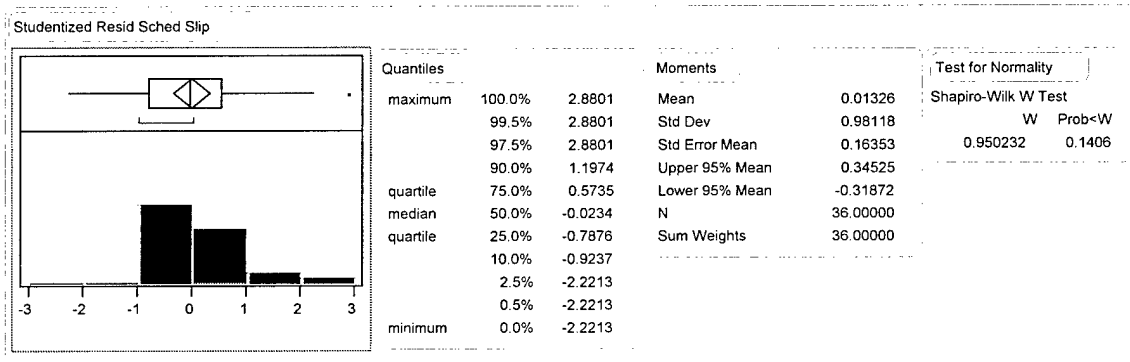 Studentized Resid Sched Slip
-3 -2 -1 0 1 2 3
Quantiles
maximum 100.0% 2.8801
99.5% 2.8801
97.5% 2.8801
90.0% 1.1974
quartile 75.0% 0.5735
median 50.0% -0.0234
quartile 25.0% -0.7876
10.0% -0.9237
2.5% -2.2213
0.5% -2.2213
minimum 0.0% -2.2213
Moments
Mean 0.01326
Std Dev 0.98118
Std Error Mean 0.16353
Upper 95% Mean 0.34525
Lower 95% Mean -0.31872
N 36.00000
Sum Weights 36.00000
Test for Normality
Shapiro-Wilk W Test
W Prob<W
0.950232 0.1406